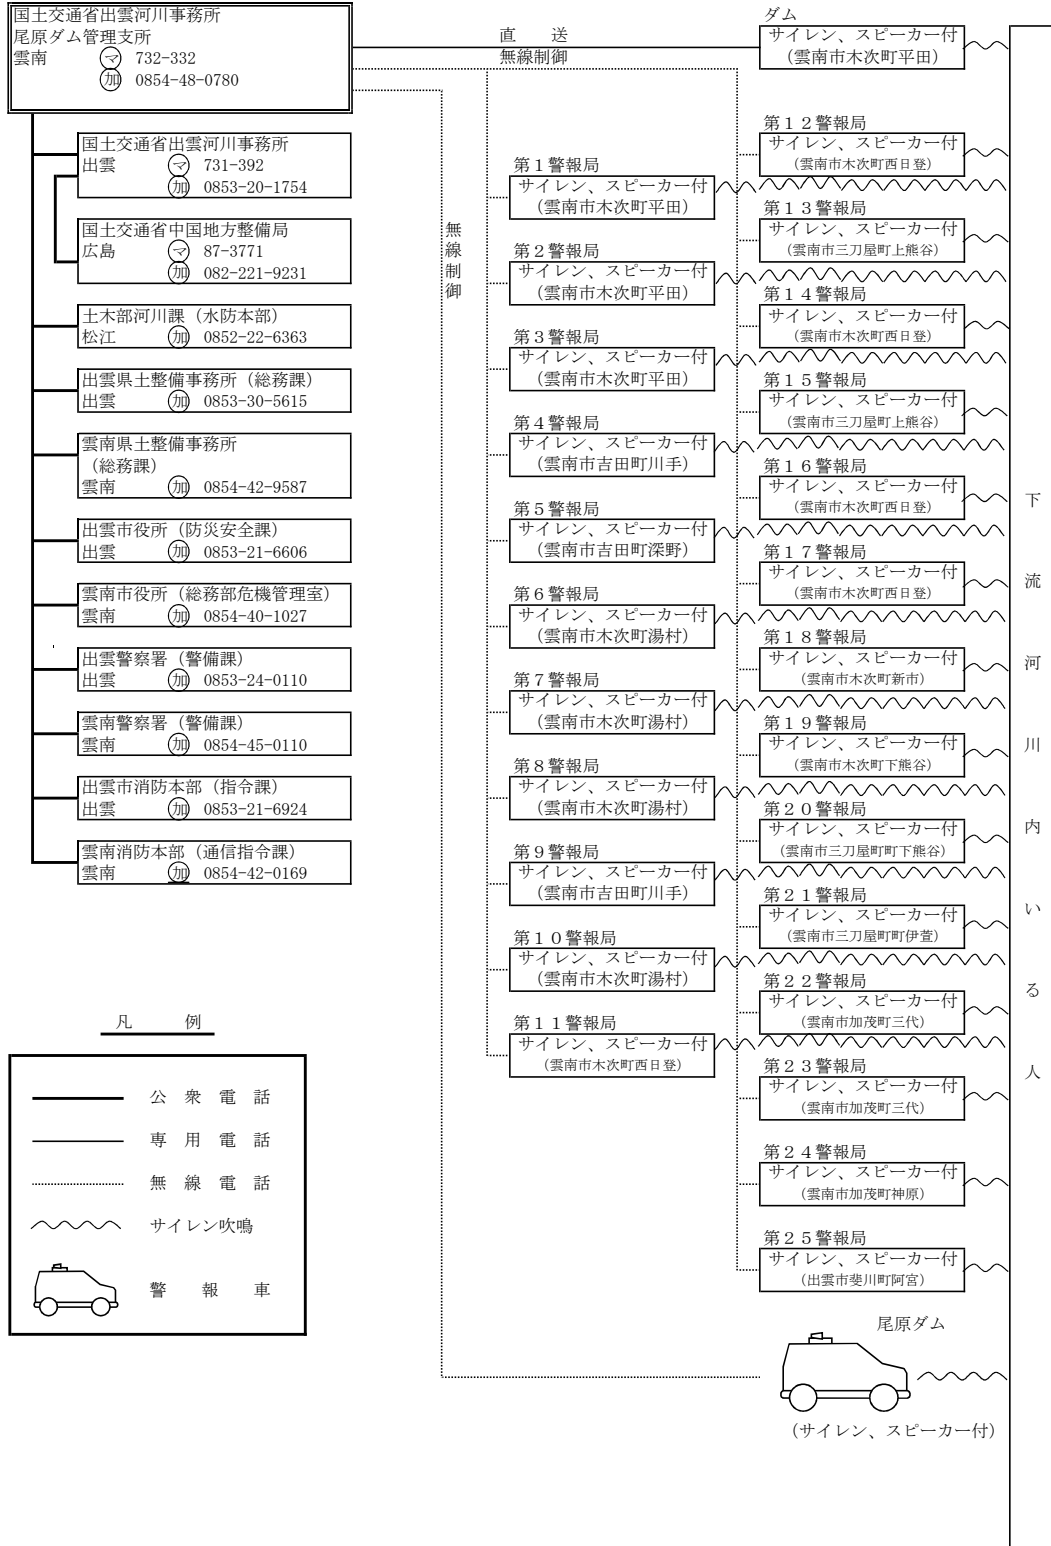 国土交通省出雲河川事務所
尾原ダム管理支所
雲南 マ 732-332
加 0854-48-0780
国土交通省出雲河川事務所
出雲 マ 731-392
加 0853-20-1754
国土交通省中国地方整備局
広島 マ 87-3771
加 082-221-9231
土木部河川課（水防本部）
松江 加 0852-22-6363
出雲県土整備事務所（総務課）
出雲 加 0853-30-5615
雲南県土整備事務所
（総務課）
雲南 加 0854-42-9587
出雲市役所（防災安全課）
出雲 加 0853-21-6606
雲南市役所（総務部危機管理室）
雲南 加 0854-40-1027
出雲警察署（警備課）
出雲 加 0853-24-0110
雲南警察署（警備課）
雲南 加 0854-45-0110
出雲市消防本部（指令課）
出雲 加 0853-21-6924
雲南消防本部（通信指令課）
雲南 加 0854-42-0169
凡 例
公衆電話
専用電話
無線電話
サイレン吹鳴
警報車
直 送
無線制御
無線制御
第１警報局
サイレン、スピーカー付
（雲南市木次町平田）
第２警報局
サイレン、スピーカー付
（雲南市木次町平田）
第３警報局
サイレン、スピーカー付
（雲南市木次町平田）
第４警報局
サイレン、スピーカー付
（雲南市吉田町川手）
第５警報局
サイレン、スピーカー付
（雲南市吉田町深野）
第６警報局
サイレン、スピーカー付
（雲南市木次町湯村）
第７警報局
サイレン、スピーカー付
（雲南市木次町湯村）
第８警報局
サイレン、スピーカー付
（雲南市木次町湯村）
第９警報局
サイレン、スピーカー付
（雲南市吉田町川手）
第１０警報局
サイレン、スピーカー付
（雲南市木次町湯村）
第１１警報局
サイレン、スピーカー付
（雲南市木次町西日登）
ダム
サイレン、スピーカー付
（雲南市木次町平田）
第１２警報局
サイレン、スピーカー付
（雲南市木次町西日登）
第１３警報局
サイレン、スピーカー付
（雲南市三刀屋町上熊谷）
第１４警報局
サイレン、スピーカー付
（雲南市木次町西日登）
第１５警報局
サイレン、スピーカー付
（雲南市三刀屋町上熊谷）
第１６警報局
サイレン、スピーカー付
（雲南市木次町西日登）
第１７警報局
サイレン、スピーカー付
（雲南市木次町西日登）
第１８警報局
サイレン、スピーカー付
（雲南市木次町新市）
第１９警報局
サイレン、スピーカー付
（雲南市木次町下熊谷）
第２０警報局
サイレン、スピーカー付
（雲南市三刀屋町町下熊谷）
第２１警報局
サイレン、スピーカー付
（雲南市三刀屋町町伊萱）
第２２警報局
サイレン、スピーカー付
（雲南市加茂町三代）
第２３警報局
サイレン、スピーカー付
（雲南市加茂町三代）
第２４警報局
サイレン、スピーカー付
（雲南市加茂町神原）
第２５警報局
サイレン、スピーカー付
（出雲市斐川町阿宮）
尾原ダム
（サイレン、スピーカー付）
下流河川内いる人